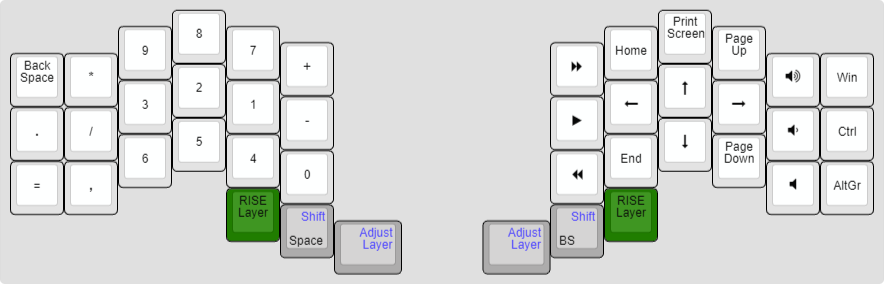 Back
Space
*
9
8
7
+
.
/
3
2
1
-
=
,
6
5
4
0
RISE
Layer
Shift
Space
Adjust
Layer
Home
Print
Screen
Page
Up
Win
Ctrl
End
Page
Down
AltGr
Adjust
Layer
Shift
BS
RISE
Layer